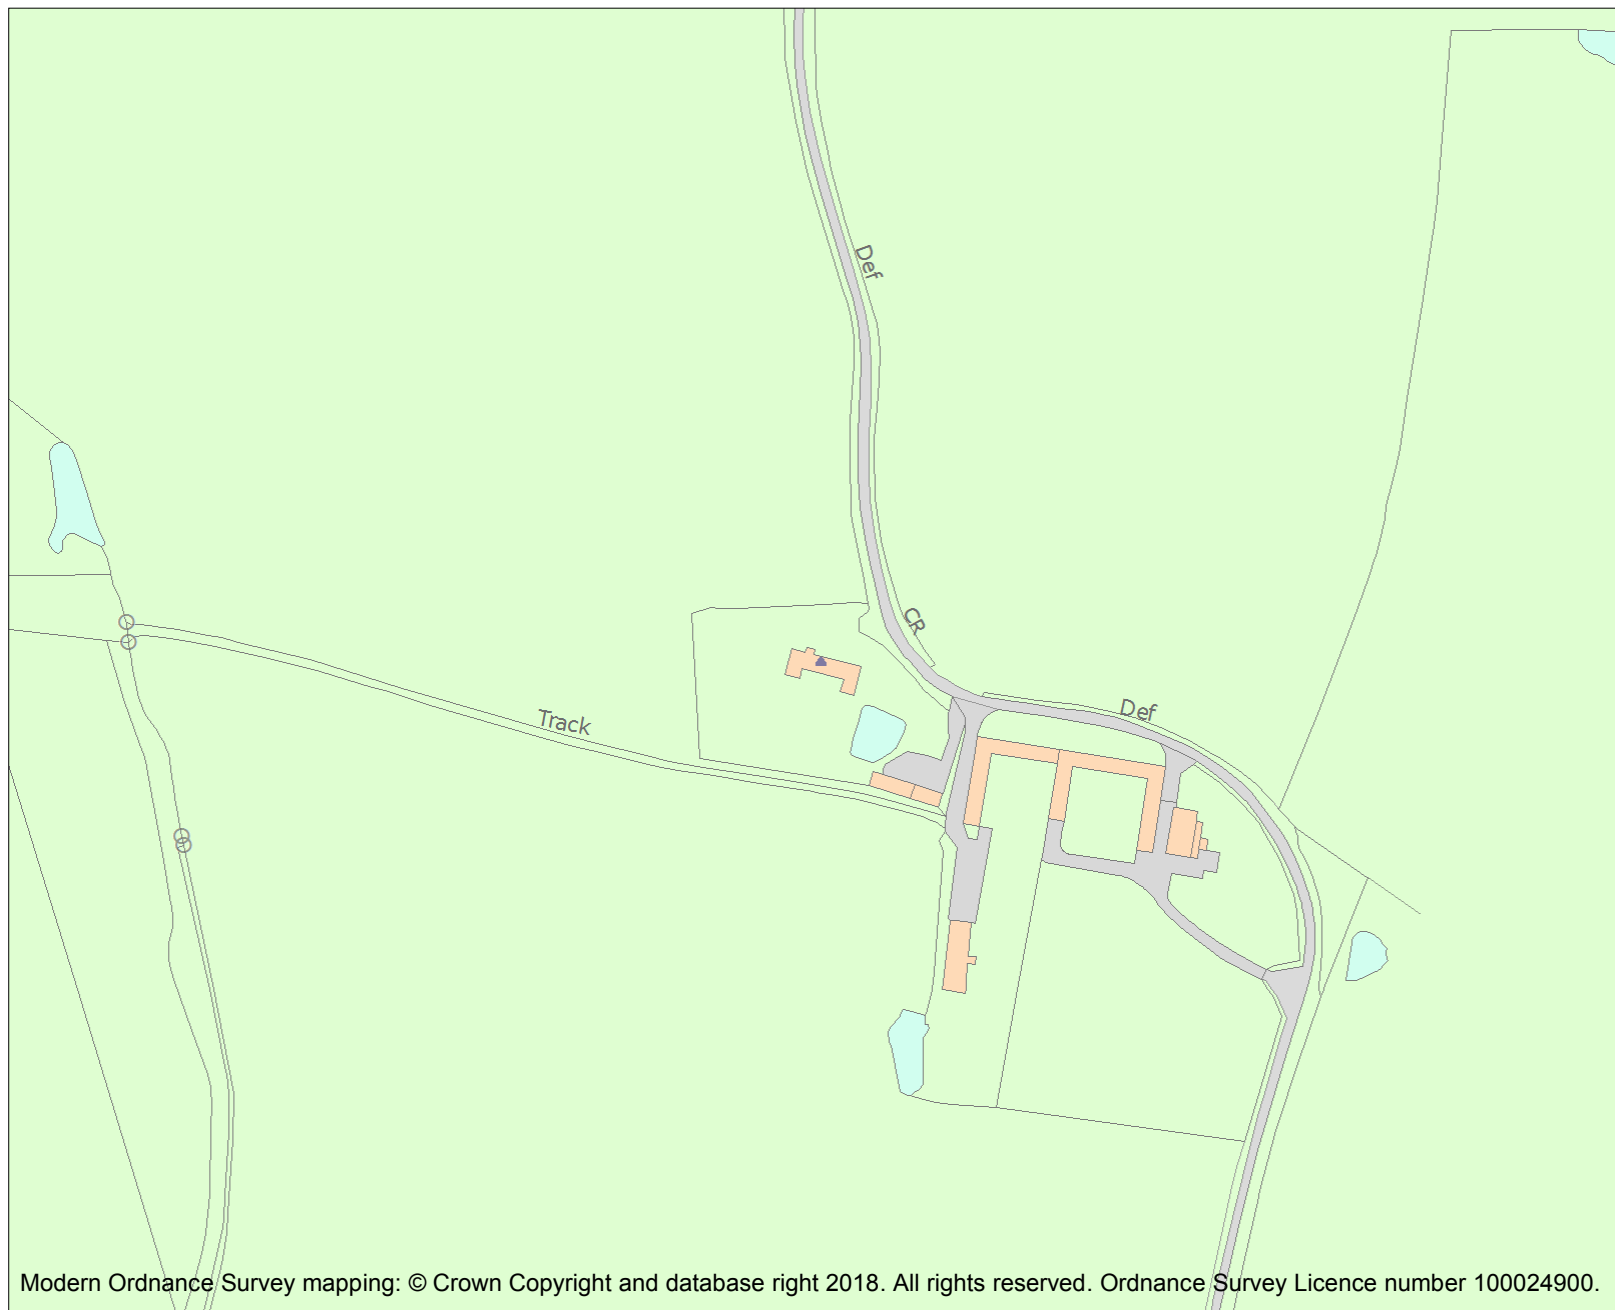 Def
CR
Def
Track
Modern Ordnance Survey mapping: © Crown Copyright and database right 2018. All rights reserved. Ordnance Survey Licence number 100024900.